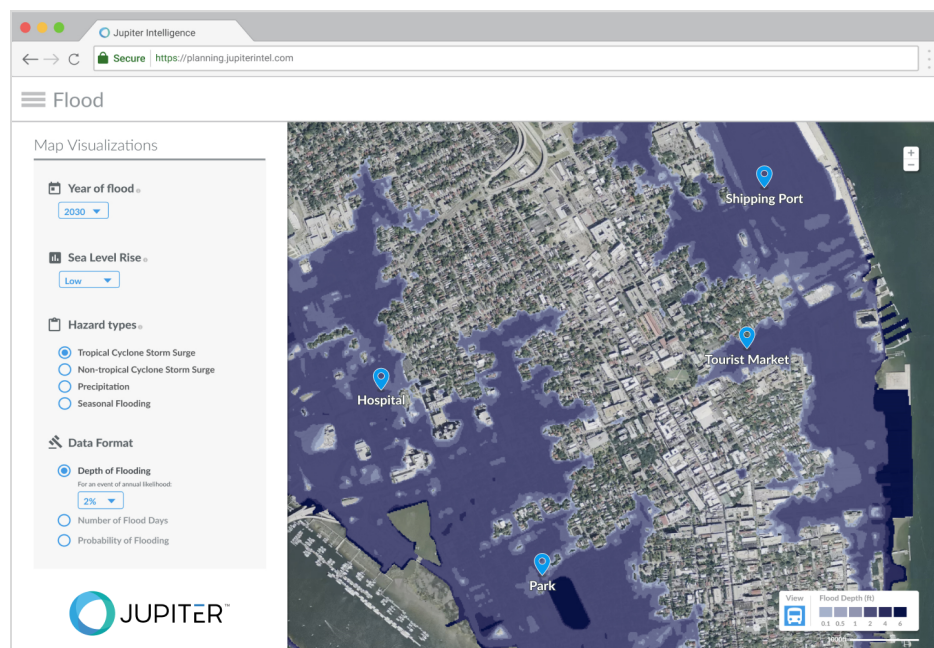 Jupiter Intelligence
Secure https://planning.jupiterintel.com
Flood
Map Visualizations
Year of flood
2030
Sea Level Rise
Low
Hazard types
Tropical Cyclone Storm Surge
Non-tropical Cyclone Storm Surge
Precipitation
Seasonal Flooding
Data Format
Depth of Flooding
For an event of annual likelihood:
2%
Number of Flood Days
Probability of Flooding
JUPITER™
+
−
Shipping Port
Tourist Market
Hospital
Park
View
Flood Depth (ft)
0.1 0.5 1 2 4 6